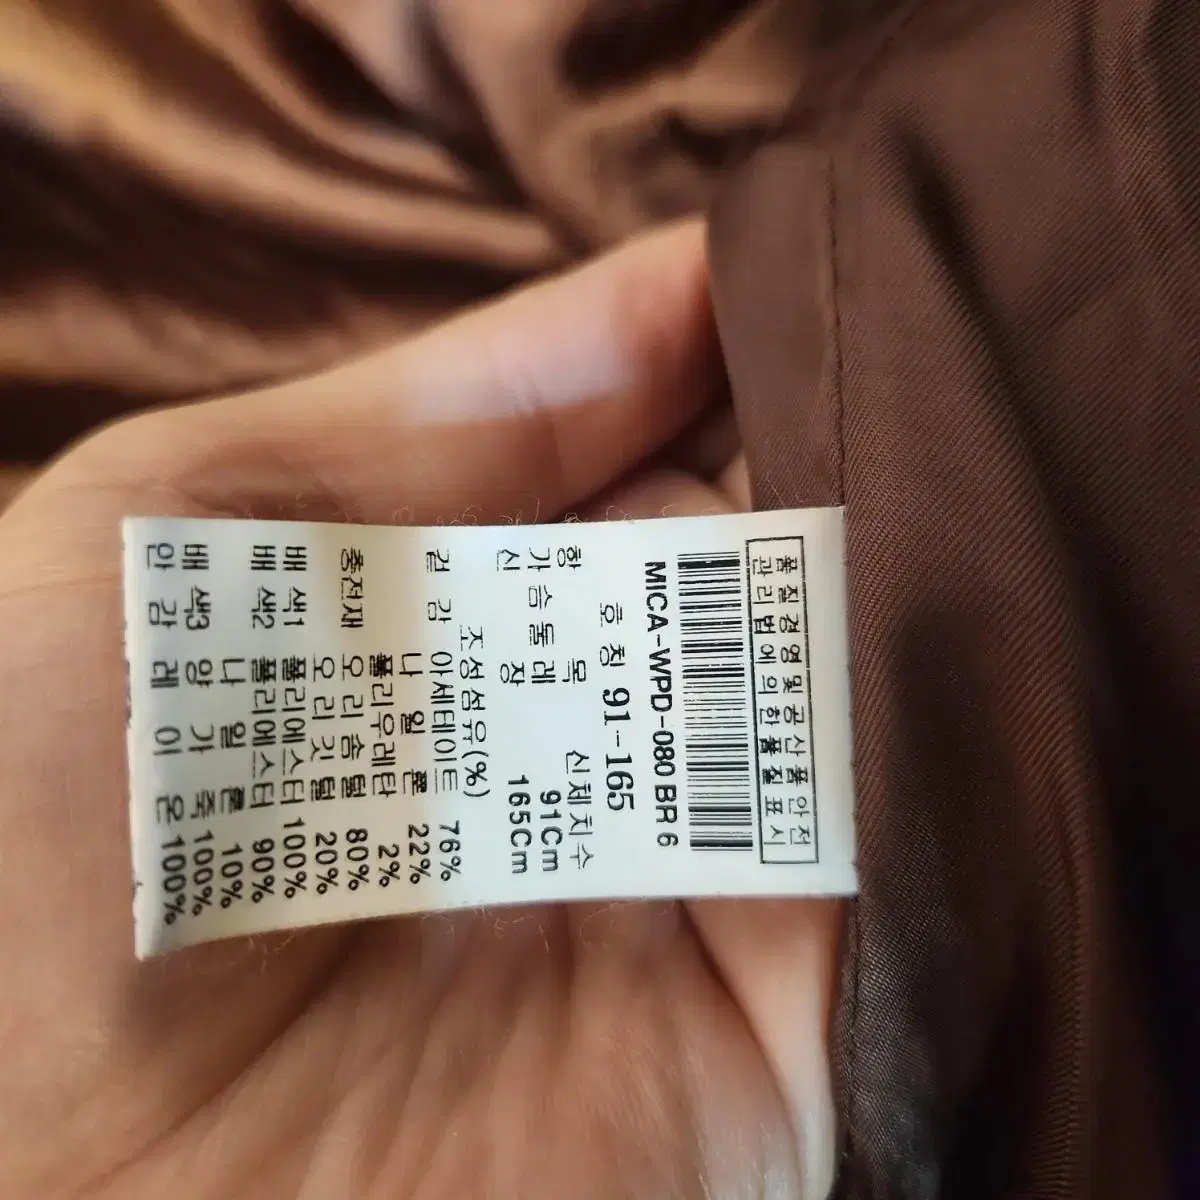 품질경영및공산품안전
관리법에의한품질표시
MICA-WPD-080 BR 6
호칭 91-165
항 목 신체치수
가슴둘레 91Cm
신 장 165Cm
조성섬유(%)
겉 감 아세테이트 76%
나 일 론 22%
폴리우레탄 2%
충전재 오리솜털 80%
오리깃털 20%
배 색1 폴리에스터 100%
배 색2 폴리에스터 90%
나 일 론 10%
배 색3 양 가 죽 100%
안 감 레 이 온 100%